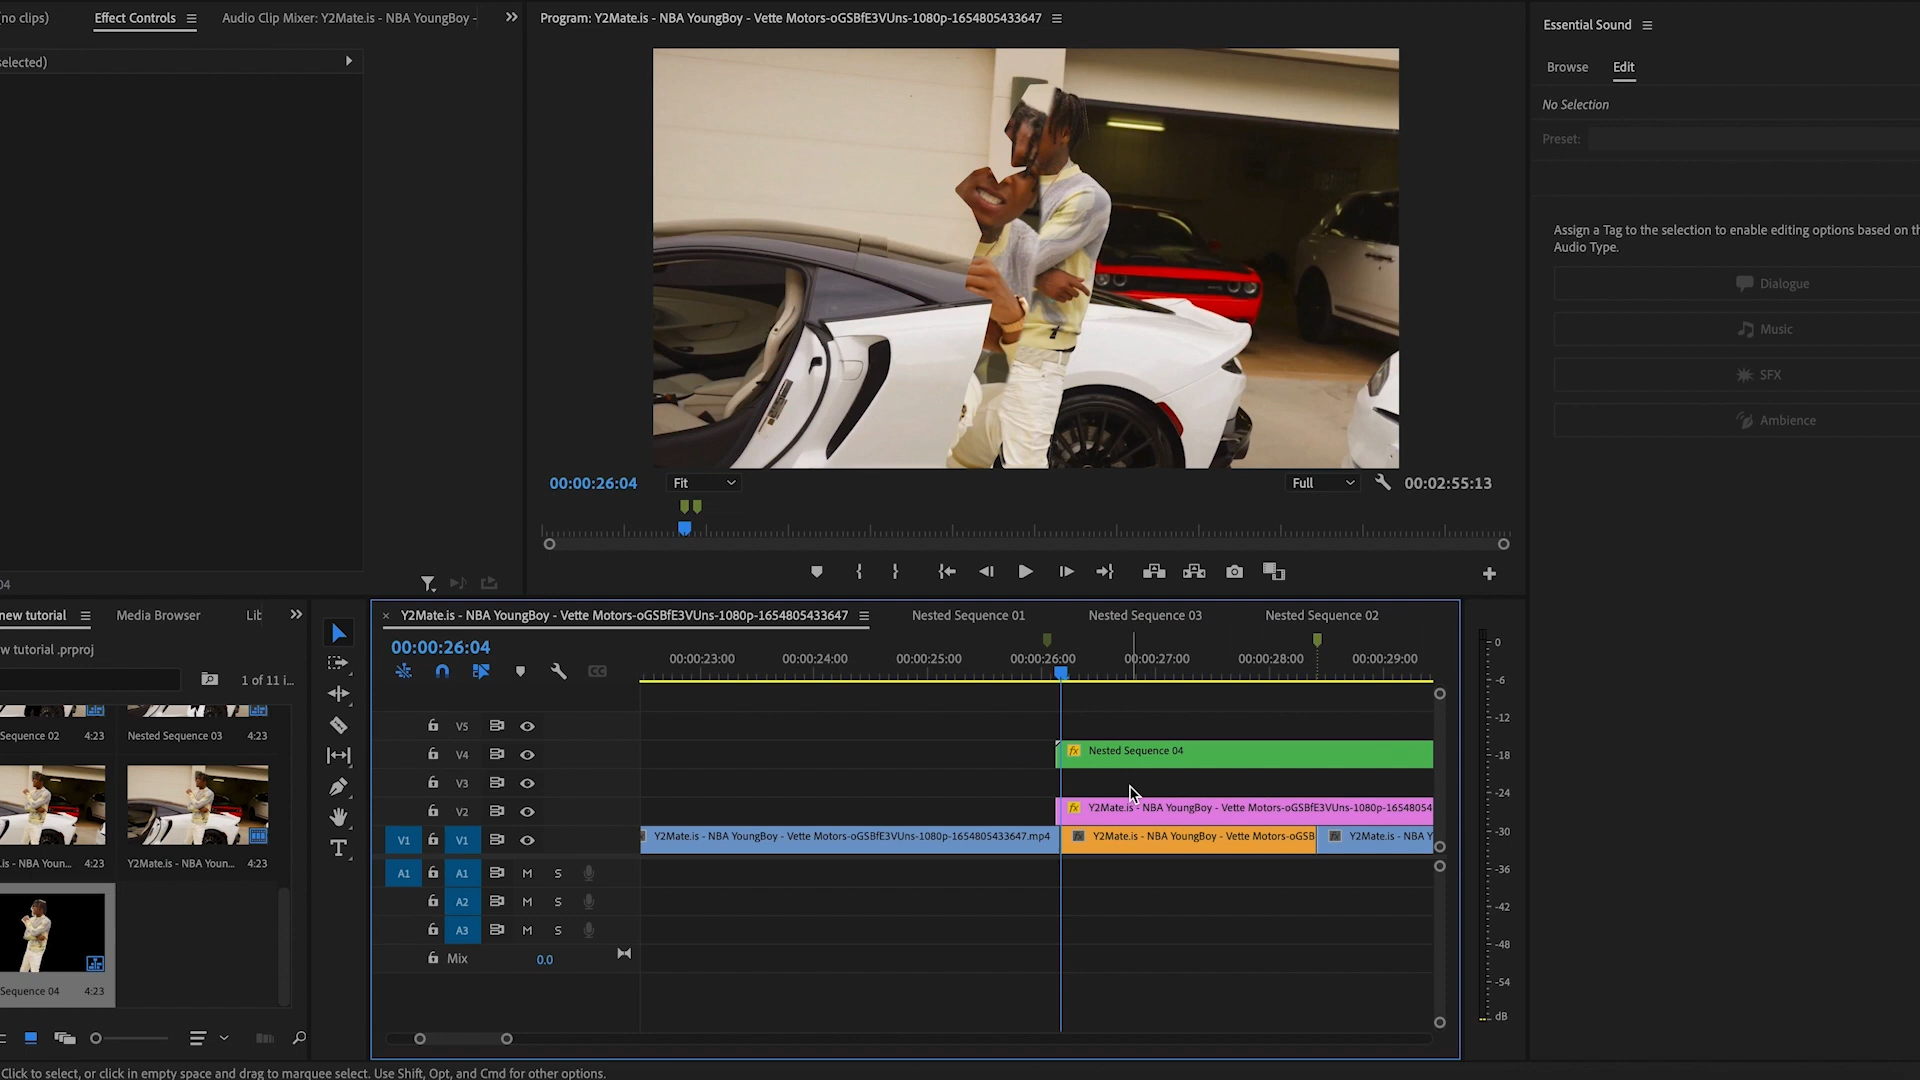 no clips)
Effect Controls
Audio Clip Mixer: Y2Mate.is - NBA YoungBoy -
Program: Y2Mate.is - NBA YoungBoy - Vette Motors-oGSBfE3VUns-1080p-1654805433647
Essential Sound
selected)
Browse
Edit
No Selection
Preset:
Assign a Tag to the selection to enable editing options based on th
Audio Type.
Dialogue
Music
SFX
Ambience
00:00:26:04
Fit
Full
00:02:55:13
04
new tutorial
Media Browser
Lit
w tutorial .prproj
1 of 11 i...
Sequence 02
4:23
Nested Sequence 03
4:23
.is - NBA Youn...
4:23
Y2Mate.is - NBA Youn...
4:23
Sequence 04
4:23
Y2Mate.is - NBA YoungBoy - Vette Motors-oGSBfE3VUns-1080p-1654805433647
Nested Sequence 01
Nested Sequence 03
Nested Sequence 02
00:00:26:04
00:00:23:00
00:00:24:00
00:00:25:00
00:00:26:00
00:00:27:00
00:00:28:00
00:00:29:00
V5
V4
fx Nested Sequence 04
V3
V2
fx Y2Mate.is - NBA YoungBoy - Vette Motors-oGSBfE3VUns-1080p-16548054
V1
V1
Y2Mate.is - NBA YoungBoy - Vette Motors-oGSBfE3VUns-1080p-1654805433647.mp4
fx Y2Mate.is - NBA YoungBoy - Vette Motors-oGSB
fx Y2Mate.is - NBA Y
A1
A1
M
S
A2
M
S
A3
M
S
Mix
0.0
0
-6
-12
-18
-24
-30
-36
-42
-48
-54
dB
Click to select, or click in empty space and drag to marquee select. Use Shift, Opt, and Cmd for other options.